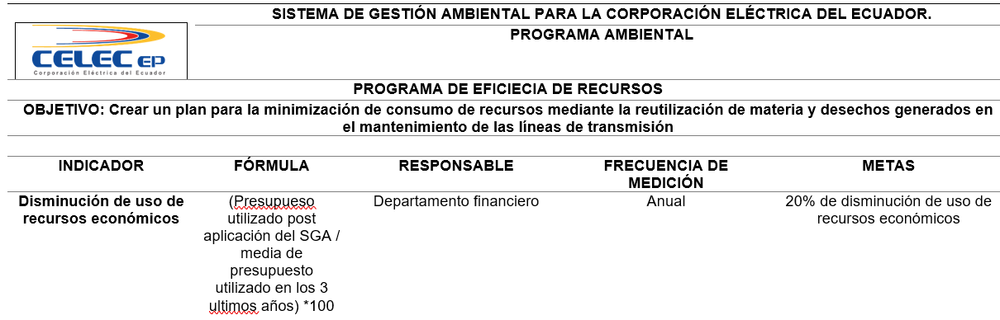 SISTEMA DE GESTIÓN AMBIENTAL PARA LA CORPORACIÓN ELÉCTRICA DEL ECUADOR.
PROGRAMA AMBIENTAL
CELEC EP
Corporación Eléctrica del Ecuador
PROGRAMA DE EFICIECIA DE RECURSOS
OBJETIVO: Crear un plan para la minimización de consumo de recursos mediante la reutilización de materia y desechos generados en
el mantenimiento de las líneas de transmisión
INDICADOR
FÓRMULA
RESPONSABLE
FRECUENCIA DE
MEDICIÓN
METAS
Disminución de uso de
recursos económicos
(Presupueso
utilizado post
aplicación del SGA /
media de
presupuesto
utilizado en los 3
ultimos años) *100
Departamento financiero
Anual
20% de disminución de uso de
recursos económicos